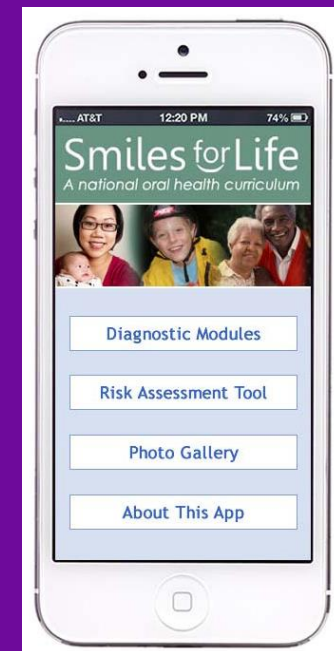 AT&T 12:20 PM 74%
Smiles for Life
A national oral health curriculum
Diagnostic Modules
Risk Assessment Tool
Photo Gallery
About This App